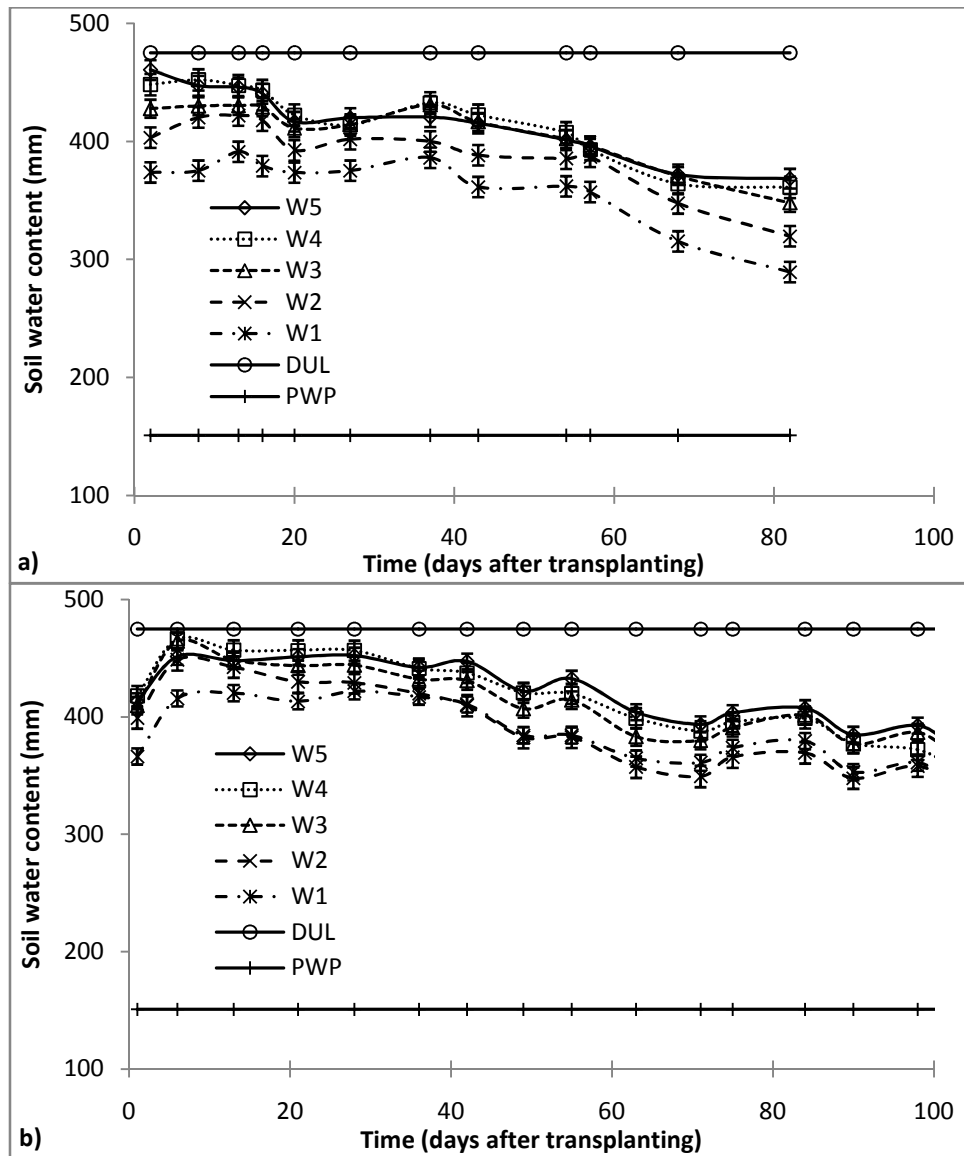 500
400
300
200
100
Soil water content (mm)
W5
W4
W3
W2
W1
DUL
PWP
0 20 40 60 80 100
Time (days after transplanting)
a)
500
400
300
200
100
Soil water content (mm)
W5
W4
W3
W2
W1
DUL
PWP
0 20 40 60 80 100
Time (days after transplanting)
b)